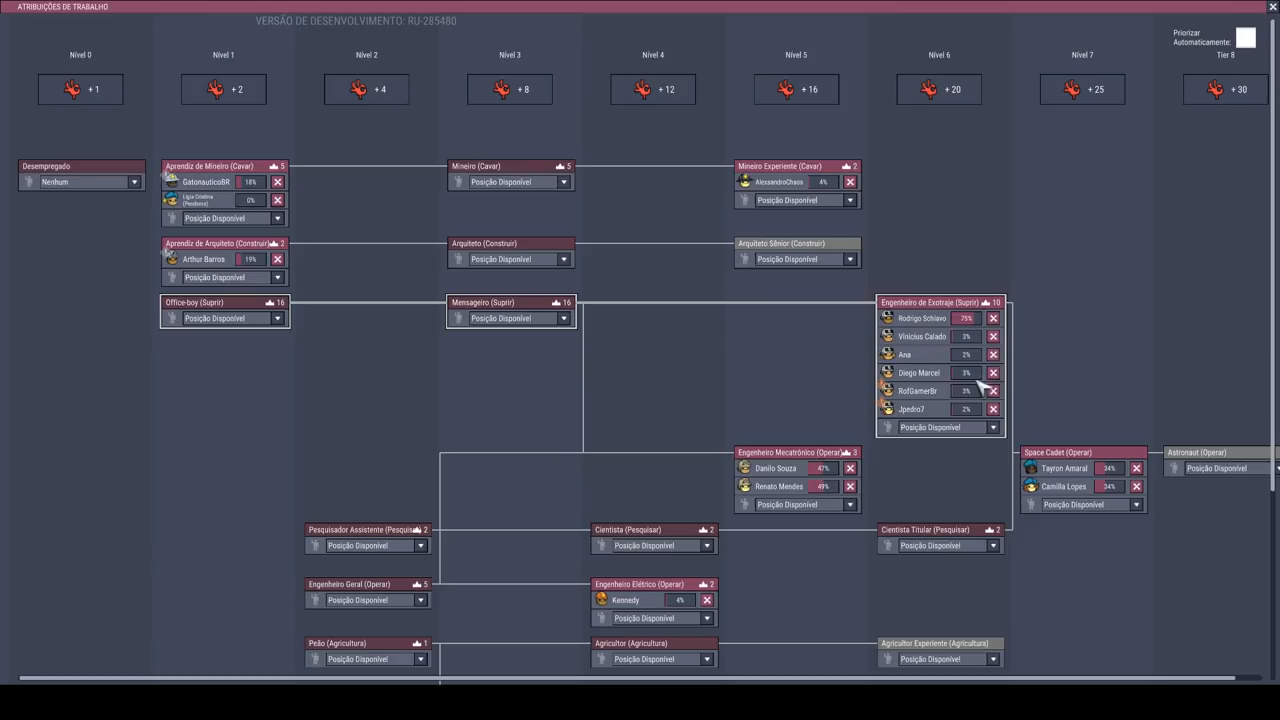 ATRIBUIÇÕES DE TRABALHO
VERSÃO DE DESENVOLVIMENTO: RU-285480
Priorizar
Automaticamente:
Nível 0
Nível 1
Nível 2
Nível 3
Nível 4
Nível 5
Nível 6
Nível 7
Tier 8
+ 1
+ 2
+ 4
+ 8
+ 12
+ 16
+ 20
+ 25
+ 30
Desempregado
Nenhum
Aprendiz de Mineiro (Cavar) 5
GatonauticoBR 18%
Ligia Cristina
(Pandora) 0%
Posição Disponível
Mineiro (Cavar) 5
Posição Disponível
Mineiro Experiente (Cavar) 2
AlexsandroChaos 4%
Posição Disponível
Aprendiz de Arquiteto (Construir) 2
Arthur Barros 19%
Posição Disponível
Arquiteto (Construir)
Posição Disponível
Arquiteto Sênior (Construir)
Posição Disponível
Office-boy (Suprir) 16
Posição Disponível
Mensageiro (Suprir) 16
Posição Disponível
Engenheiro de Exotraje (Suprir) 10
Rodrigo Schiavo 75%
Vinicius Calado 3%
Ana 2%
Diego Marcel 3%
RofGamerBr 3%
Jpedro7 2%
Posição Disponível
Engenheiro Mecatrônico (Operar) 3
Danilo Souza 47%
Renato Mendes 49%
Posição Disponível
Space Cadet (Operar)
Tayron Amaral 34%
Camilla Lopes 34%
Posição Disponível
Astronaut (Operar)
Posição Disponível
Pesquisador Assistente (Pesquisar) 2
Posição Disponível
Cientista (Pesquisar) 2
Posição Disponível
Cientista Titular (Pesquisar) 2
Posição Disponível
Engenheiro Geral (Operar) 5
Posição Disponível
Engenheiro Elétrico (Operar) 2
Kennedy 4%
Posição Disponível
Peão (Agricultura) 1
Posição Disponível
Agricultor (Agricultura)
Posição Disponível
Agricultor Experiente (Agricultura)
Posição Disponível